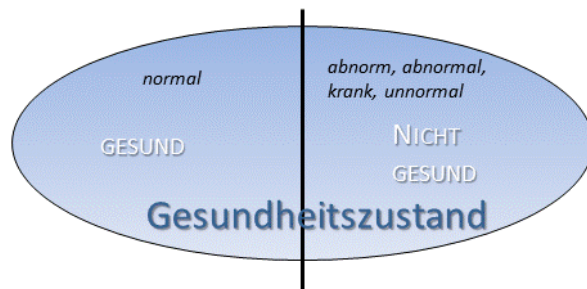 normal
abnorm, abnormal,
krank, unnormal
GESUND
NICHT
GESUND
Gesundheitszustand